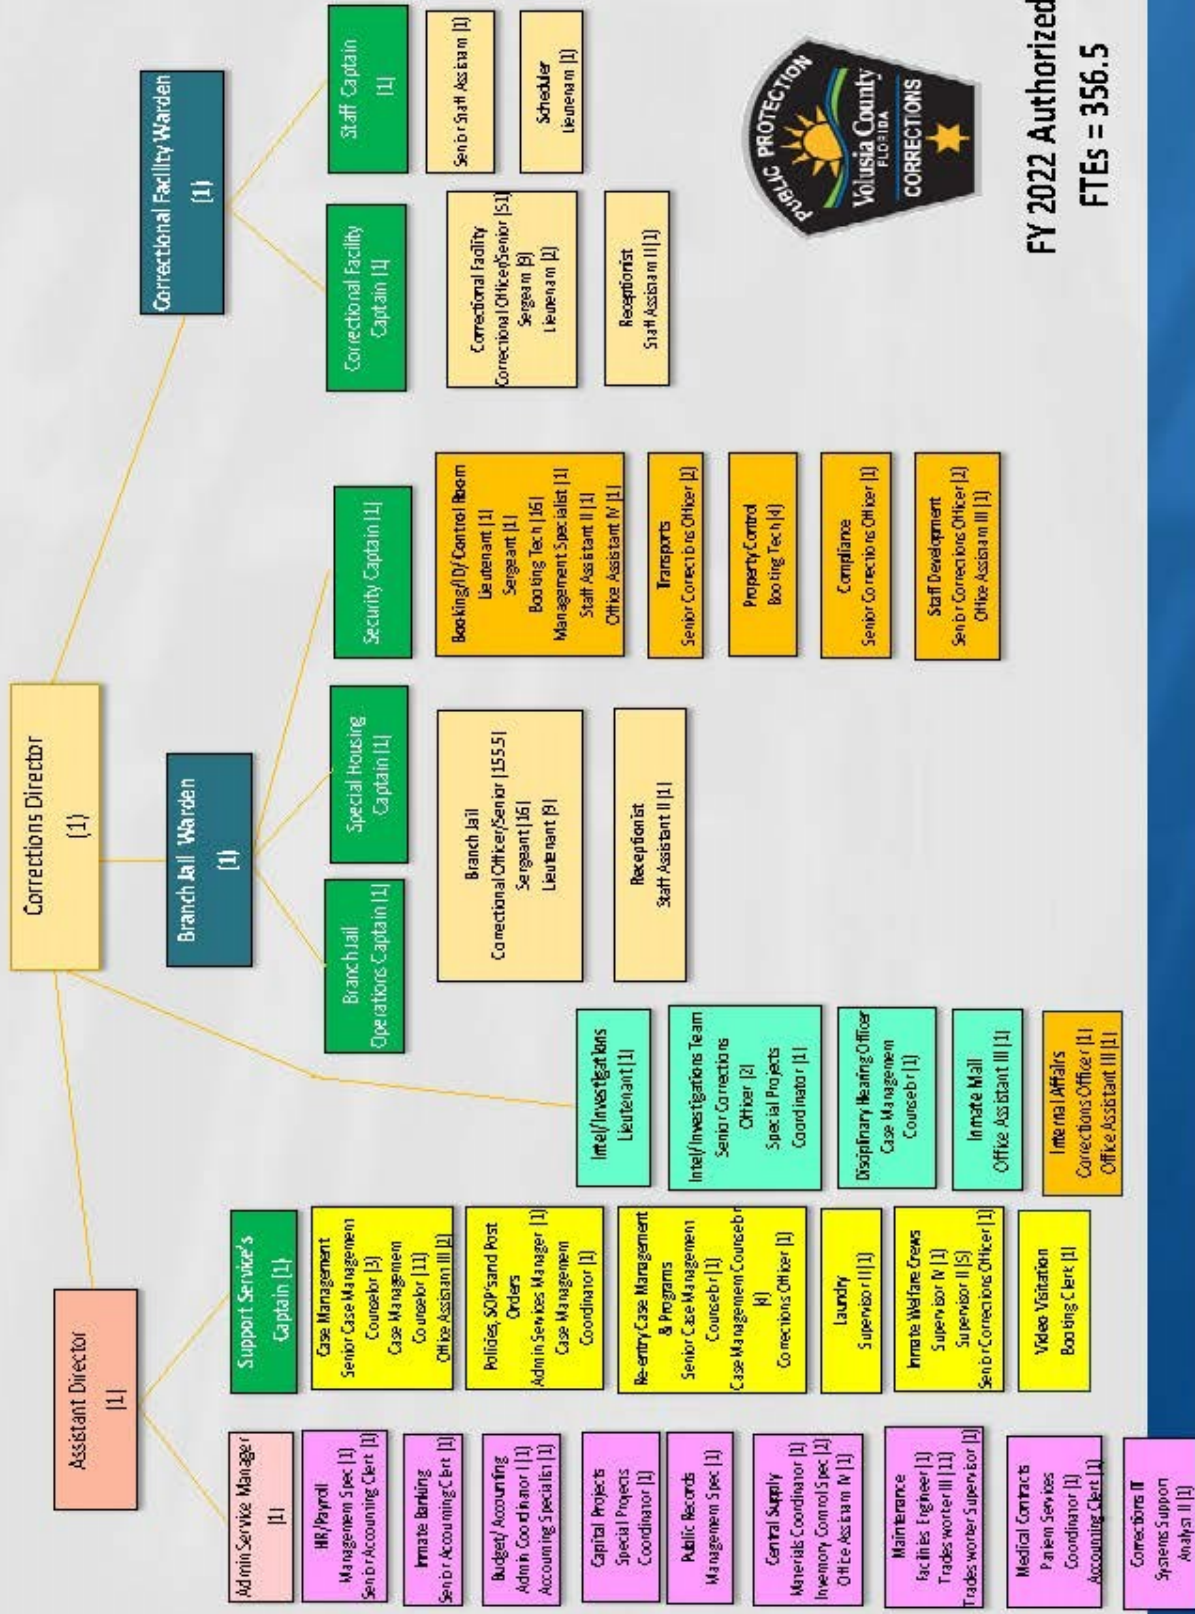 Corrections Director
(1)
Assistant Director
[1]
Branch Jail Warden
(1)
Correctional Facility Warden
(1)
Admin Service Manager
[1]
HR/Payroll
Management Spec [1]
Senior Accounting Clerk [1]
Inmate Banking
Senior Accounting Clerk [1]
Budget/Accounting
Admin Coordinator I [1]
Accounting Specialist [1]
Capital Projects
Special Projects
Coordinator [1]
Public Records
Management Spec [1]
Central Supply
Materials Coordinator [1]
Inventory Control Spec [2]
Office Assistant IV [1]
Maintenance
Facilities Engineer [1]
Tradesworker III [11]
Tradesworker Supervisor [1]
Medical Contracts
Patient Services
Coordinator [1]
Accounting Clerk [1]
Corrections IT
Systems Support
Analyst II [1]
Support Service's
Captain [1]
Case Management
Senior Case Management
Counselor [3]
Case Management
Counselor [11]
Office Assistant III [2]
Policies, SOP's and Post
Orders
Admin Services Manager [1]
Case Management
Coordinator [1]
Re-entry Case Management
& Programs
Senior Case Management
Counselor [1]
Case Management Counselor
[4]
Corrections Officer [1]
Laundry
Supervisor II [1]
Inmate Welfare Crews
Supervisor IV [1]
Supervisor II [5]
Senior Corrections Officer [1]
Video Visitation
Booking Clerk [1]
Intel/Investigations
Lieutenant [1]
Intel/Investigations Team
Senior Corrections
Officer [2]
Special Projects
Coordinator [1]
Disciplinary Hearing Officer
Case Management
Counselor [1]
Inmate Mail
Office Assistant III [1]
Internal Affairs
Corrections Officer [1]
Office Assistant III [1]
Branch Jail
Operations Captain [1]
Special Housing
Captain [1]
Security Captain [1]
Branch Jail
Correctional Officer/Senior [155.5]
Sergeant [16]
Lieutenant [9]
Receptionist
Staff Assistant II [1]
Booking/ID/Control Room
Lieutenant [1]
Sergeant [1]
Booking Tech [16]
Management Specialist [1]
Staff Assistant II [1]
Office Assistant IV [1]
Transports
Senior Corrections Officer [2]
Property Control
Booking Tech [4]
Compliance
Senior Corrections Officer [1]
Staff Development
Senior Corrections Officer [2]
Office Assistant III [1]
Correctional Facility
Captain [1]
Staff Captain
[1]
Correctional Facility
Correctional Officer/Senior [51]
Sergeant [9]
Lieutenant [2]
Receptionist
Staff Assistant II [1]
Senior Staff Assistant [1]
Scheduler
Lieutenant [1]
PUBLIC PROTECTION
Volusia County
FLORIDA
CORRECTIONS
FY 2022 Authorized
FTEs = 356.5